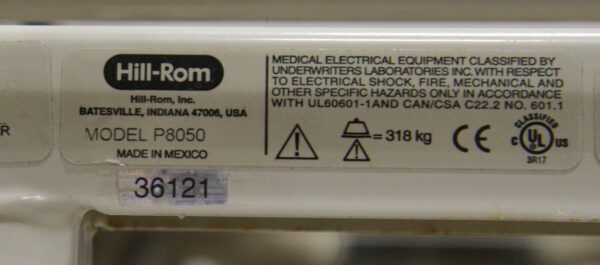 Hill-Rom
Hill-Rom, Inc.
BATESVILLE, INDIANA 47006, USA
MODEL P8050
MADE IN MEXICO
36121
MEDICAL ELECTRICAL EQUIPMENT CLASSIFIED BY
UNDERWRITERS LABORATORIES INC. WITH RESPECT
TO ELECTRICAL SHOCK, FIRE, MECHANICAL AND
OTHER SPECIFIC HAZARDS ONLY IN ACCORDANCE
WITH UL60601-1AND CAN/CSA C22.2 NO. 601.1
= 318 kg
CE
CLASSIFIED
C UL US
3R17